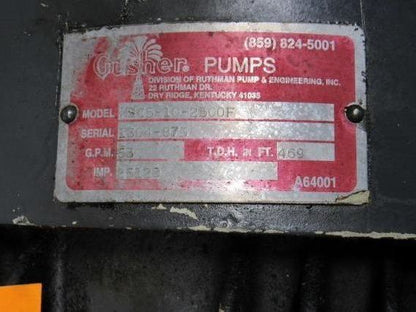 (859) 824-5001
Gusher® PUMPS
DIVISION OF RUTHMAN PUMP & ENGINEERING, INC.
22 RUTHMAN DR.
DRY RIDGE, KENTUCKY 41035
MODEL
SERIAL
G.P.M. 53 T.D.H. IN FT. 469
IMP.
A64001